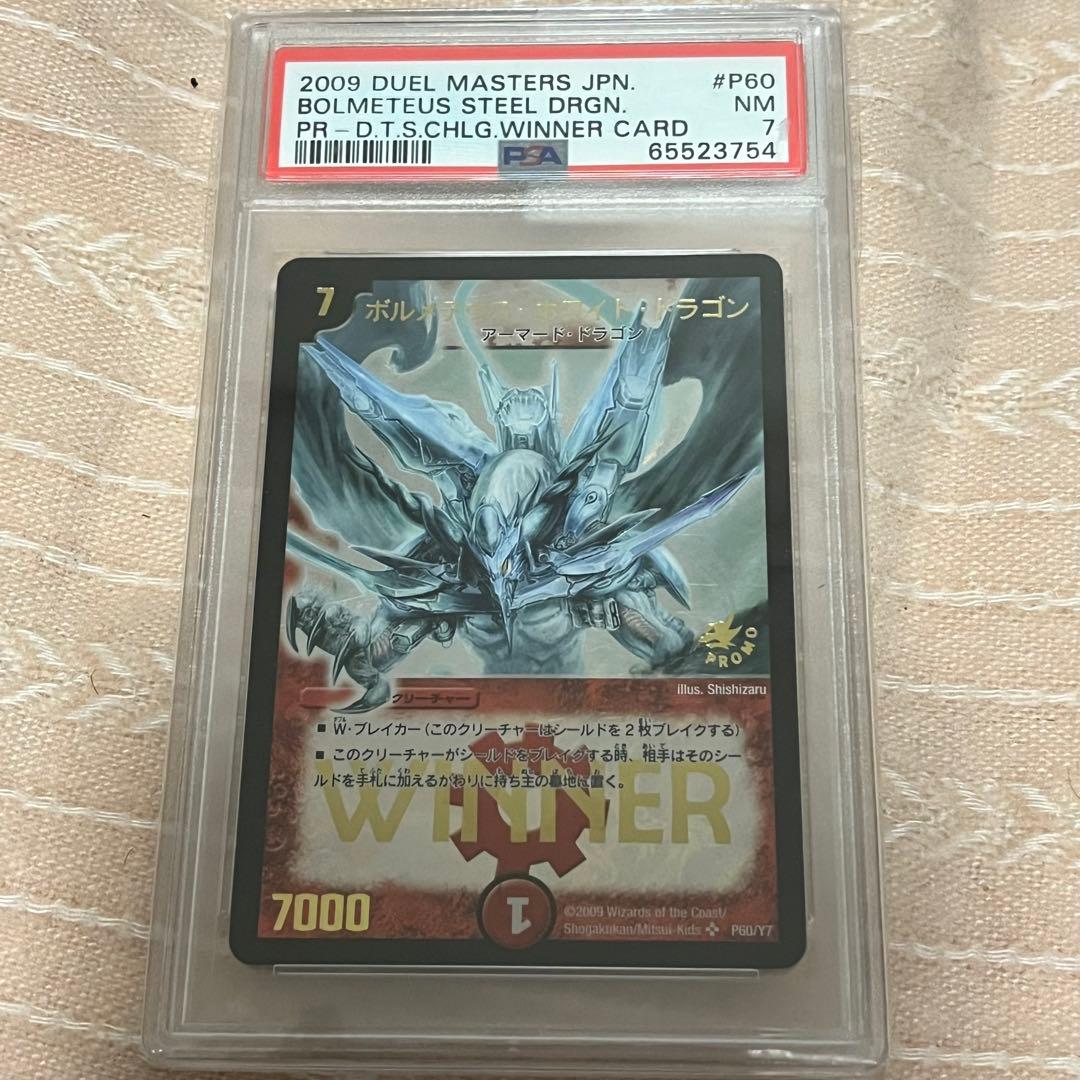 2009 DUEL MASTERS JPN. #P60
BOLMETEUS STEEL DRGN. NM
PR-D.T.S.CHLG.WINNER CARD 7
PSA 65523754
7 ボルメテウス・ホワイト・ドラゴン
アーマード・ドラゴン
PROMO
illus. Shishizaru
クリーチャー
■ W・ブレイカー(このクリーチャーはシールドを2枚ブレイクする)
■ このクリーチャーがシールドをブレイクする時、相手はそのシー
ルドを手札に加えるかわりに持ち主の墓地に置く。
WINNER
7000
1
©2009 Wizards of the Coast/
Shogakukan/Mitsui-Kids P60/Y7